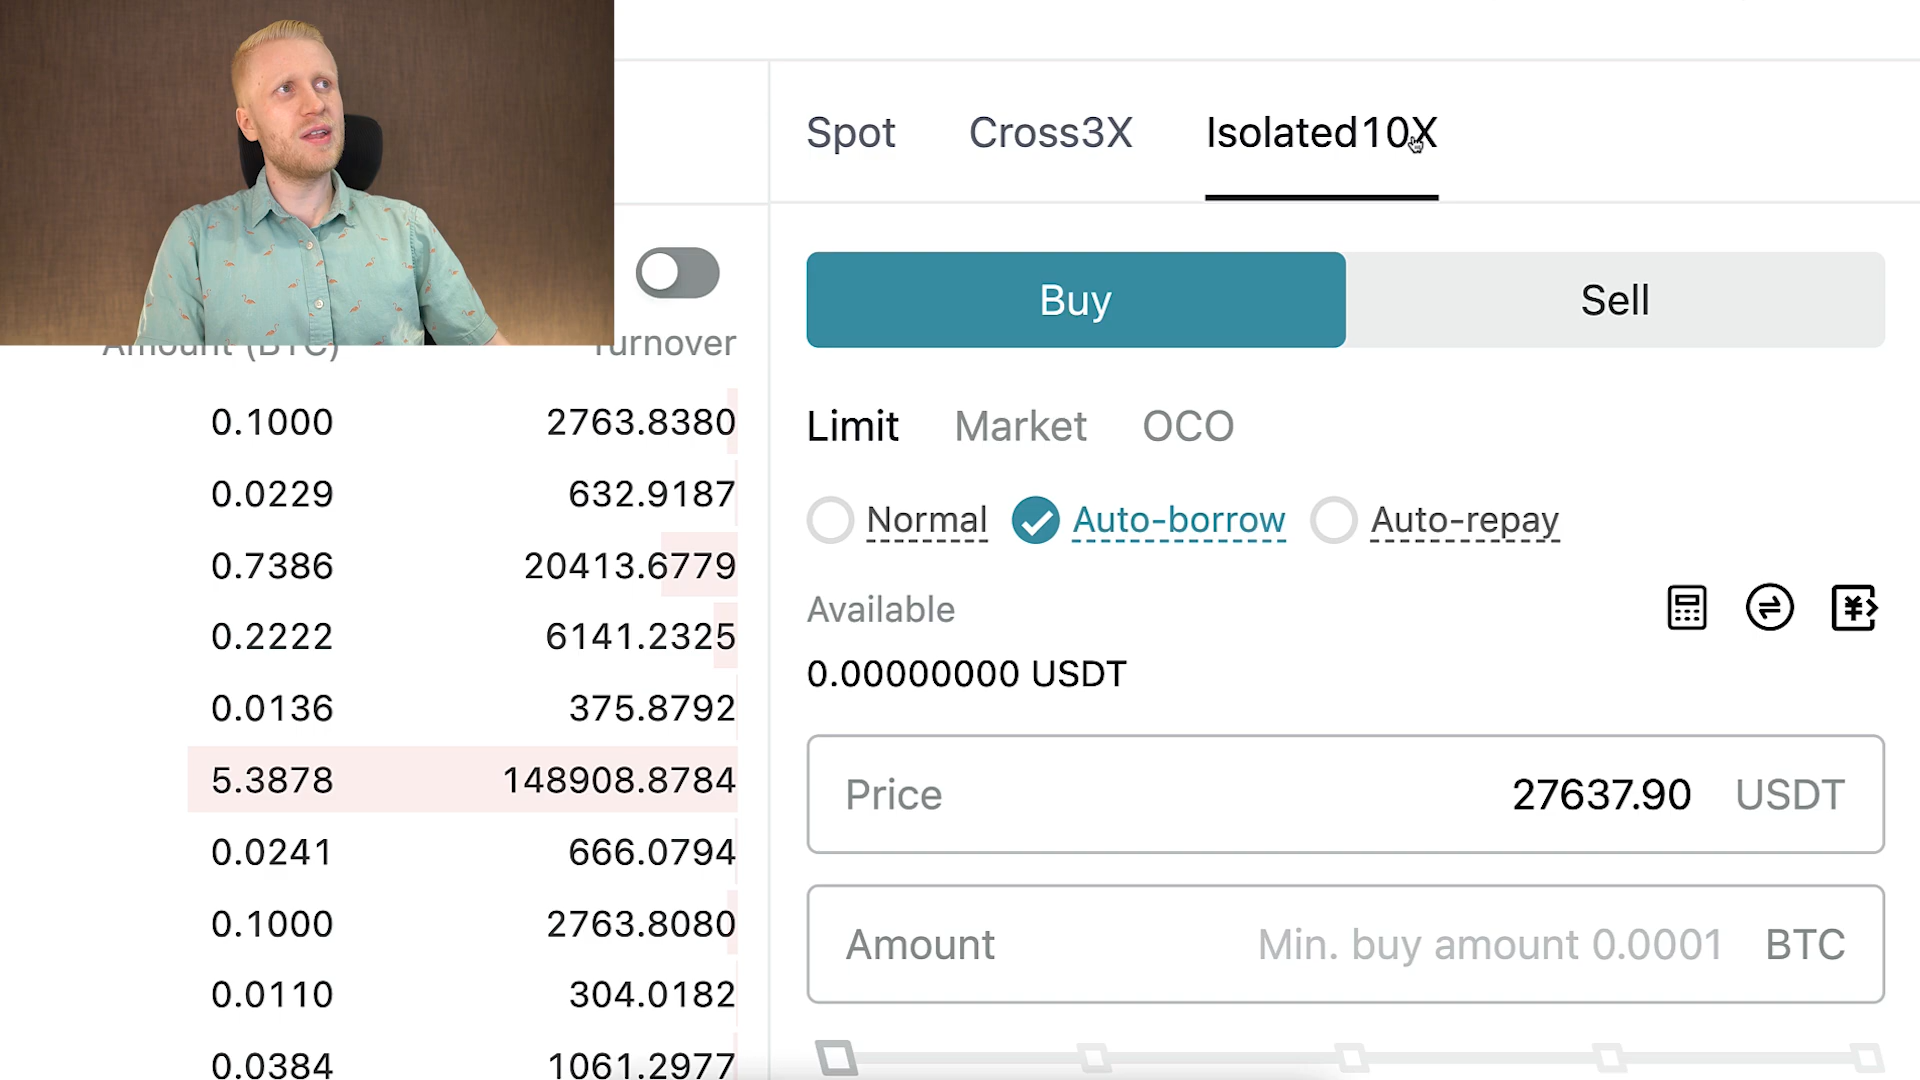 Spot Cross3X Isolated10X
Buy Sell
Amount (BTC) Turnover
Limit Market OCO
0.1000 2763.8380
0.0229 632.9187
Normal Auto-borrow Auto-repay
0.7386 20413.6779
Available
0.2222 6141.2325
0.00000000 USDT
0.0136 375.8792
5.3878 148908.8784
Price 27637.90 USDT
0.0241 666.0794
0.1000 2763.8080
Amount Min. buy amount 0.0001 BTC
0.0110 304.0182
0.0384 1061.2977